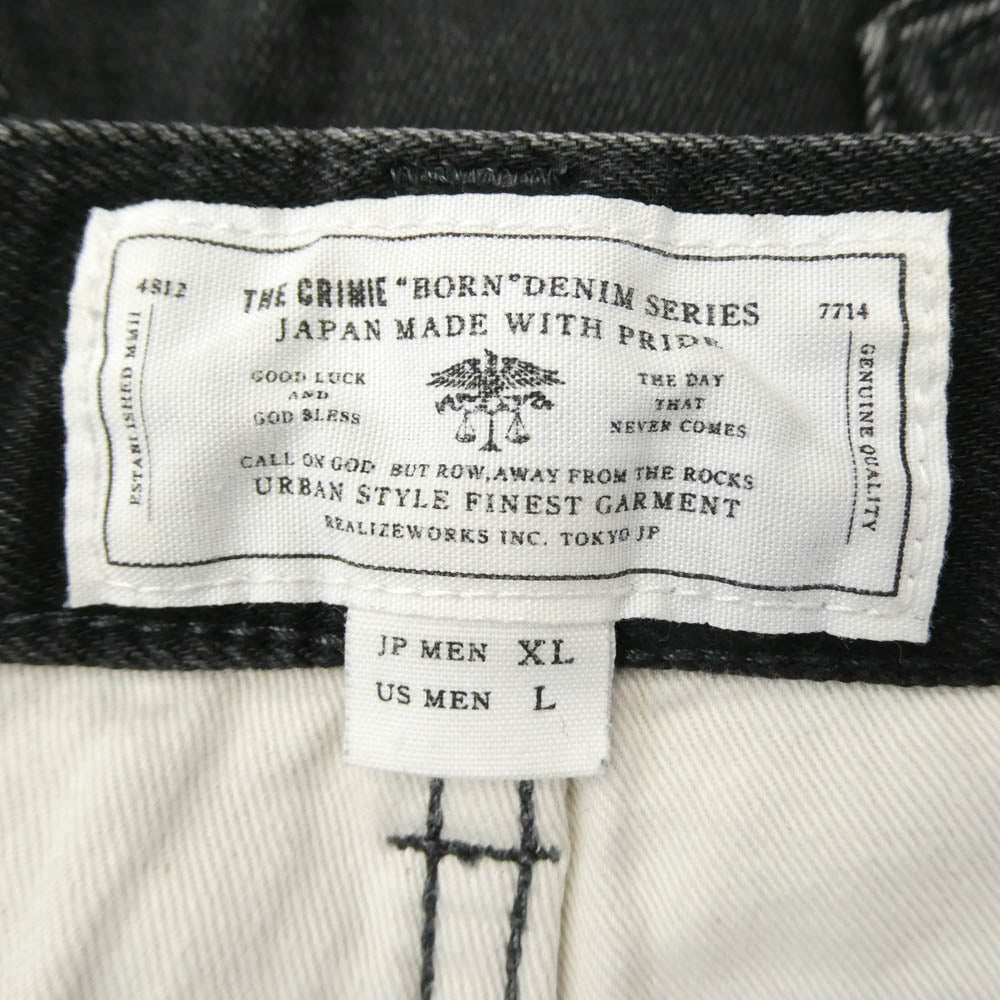 4812
THE CRIMIE "BORN" DENIM SERIES
7714
JAPAN MADE WITH PRIDE
ESTABLISHED MMII
GOOD LUCK
AND
GOD BLESS
THE DAY
THAT
NEVER COMES
GENUINE QUALITY
CALL ON GOD, BUT ROW, AWAY FROM THE ROCKS
URBAN STYLE FINEST GARMENT
REALIZEWORKS INC. TOKYO JP
JP MEN XL
US MEN L